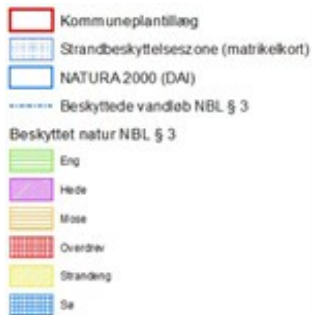 Kommuneplantillæg
Strandbeskyttelseszone (matrikelkort)
NATURA 2000 (DAI)
Beskyttede vandløb NBL § 3
Beskyttet natur NBL § 3
Eng
Hede
Mose
Overdrev
Strandeng
Sø